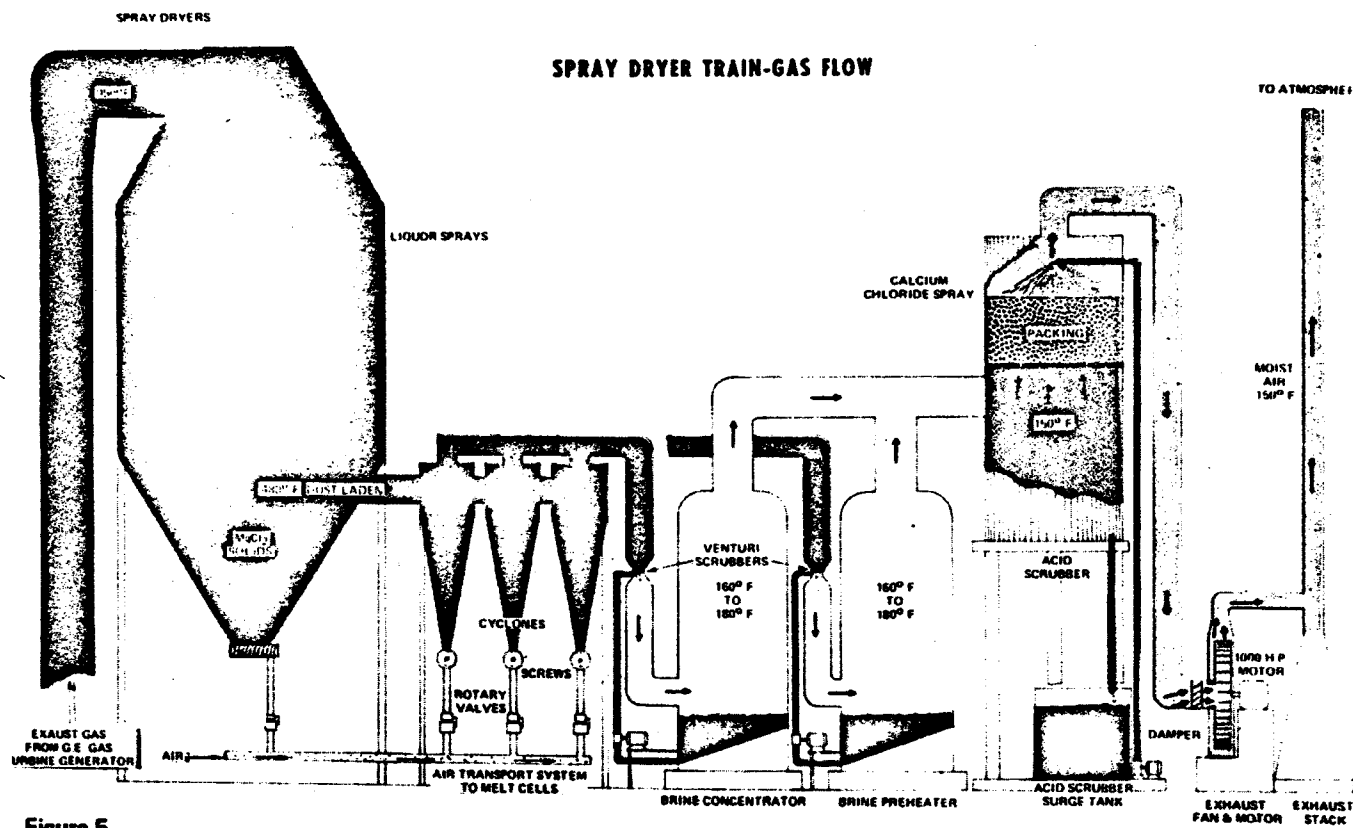 SPRAY DRYERS
SPRAY DRYER TRAIN-GAS FLOW
TO ATMOSPHER
LIQUOR SPRAYS
CALCIUM
CHLORIDE SPRAY
PACKING
MOIST
AIR
150° F
150° F
DUST LADEN
SOLIDS
VENTURI
SCRUBBERS
160° F
TO
180° F
160° F
TO
180° F
ACID
SCRUBBER
CYCLONES
SCREWS
ROTARY
VALVES
1000 H P
MOTOR
EXAUST GAS
FROM G.E. GAS
URBINE GENERATOR
AIR
AIR TRANSPORT SYSTEM
TO MELT CELLS
DAMPER
BRINE CONCENTRATOR
BRINE PREHEATER
ACID SCRUBBER
SURGE TANK
EXHAUST
FAN & MOTOR
EXHAUST
STACK
Figure 5